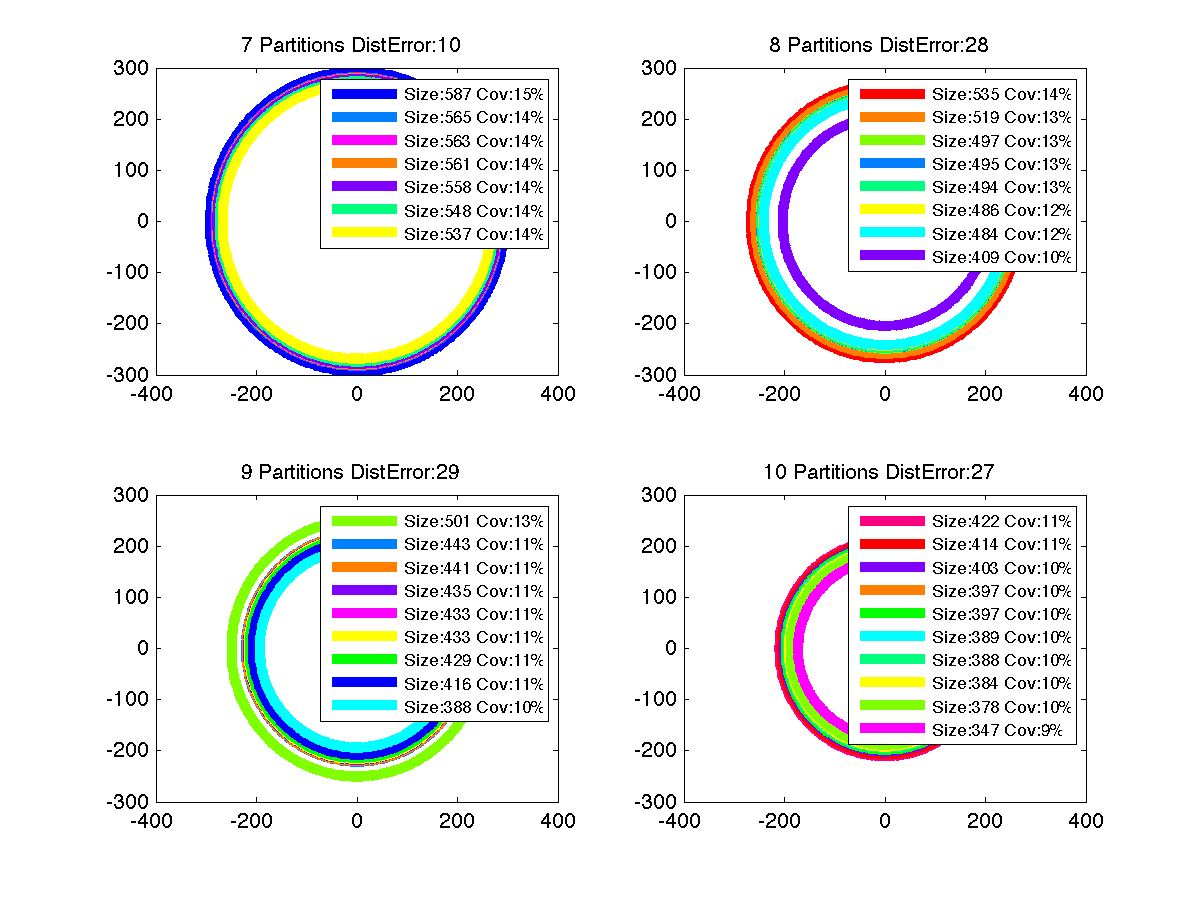 7 Partitions DistError:10
300
200
100
0
-100
-200
-300
-400
-200
0
200
400
Size:587 Cov:15%
Size:565 Cov:14%
Size:563 Cov:14%
Size:561 Cov:14%
Size:558 Cov:14%
Size:548 Cov:14%
Size:537 Cov:14%
8 Partitions DistError:28
300
200
100
0
-100
-200
-300
-400
-200
0
200
400
Size:535 Cov:14%
Size:519 Cov:13%
Size:497 Cov:13%
Size:495 Cov:13%
Size:494 Cov:13%
Size:486 Cov:12%
Size:484 Cov:12%
Size:409 Cov:10%
9 Partitions DistError:29
300
200
100
0
-100
-200
-300
-400
-200
0
200
400
Size:501 Cov:13%
Size:443 Cov:11%
Size:441 Cov:11%
Size:435 Cov:11%
Size:433 Cov:11%
Size:433 Cov:11%
Size:429 Cov:11%
Size:416 Cov:11%
Size:388 Cov:10%
10 Partitions DistError:27
300
200
100
0
-100
-200
-300
-400
-200
0
200
400
Size:422 Cov:11%
Size:414 Cov:11%
Size:403 Cov:10%
Size:397 Cov:10%
Size:397 Cov:10%
Size:389 Cov:10%
Size:388 Cov:10%
Size:384 Cov:10%
Size:378 Cov:10%
Size:347 Cov:9%